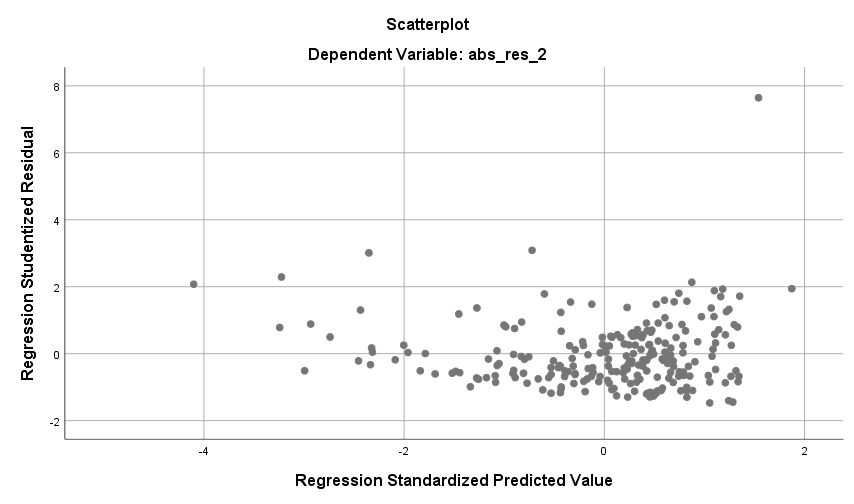 Scatterplot
Dependent Variable: abs_res_2
Regression Studentized Residual
8
6
4
2
0
-2
-4
-2
0
2
Regression Standardized Predicted Value